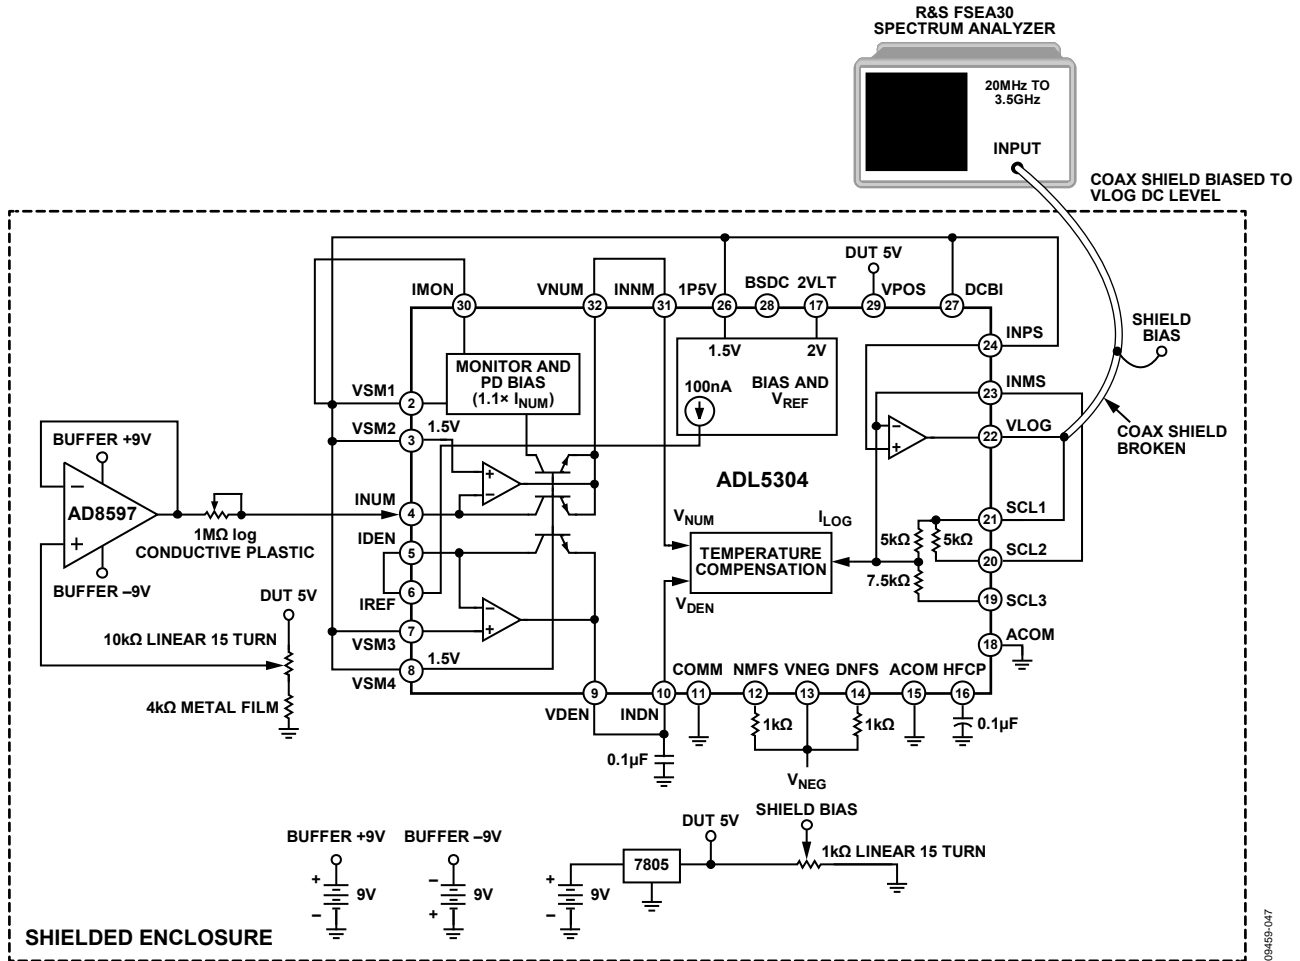 R&S FSEA30
SPECTRUM ANALYZER
20MHz TO
3.5GHz
INPUT
COAX SHIELD BIASED TO
VLOG DC LEVEL
DUT 5V
IMON
VNUM
INNM
1P5V
BSDC
2VLT
VPOS
DCBI
30
32
31
26
28
17
29
27
INPS
24
SHIELD
BIAS
1.5V
2V
MONITOR AND
PD BIAS
(1.1× INUM)
100nA
BIAS AND
VREF
INMS
23
VSM1
2
1.5V
VSM2
3
VLOG
22
COAX SHIELD
BROKEN
BUFFER +9V
−
AD8597
+
BUFFER –9V
1MΩ log
CONDUCTIVE PLASTIC
INUM
4
+
−
−
+
ADL5304
SCL1
21
VNUM
ILOG
5kΩ
5kΩ
IDEN
5
TEMPERATURE
COMPENSATION
SCL2
20
7.5kΩ
IREF
6
VDEN
SCL3
19
DUT 5V
10kΩ LINEAR 15 TURN
−
+
VSM3
7
ACOM
18
1.5V
VSM4
8
4kΩ METAL FILM
COMM
NMFS
VNEG
DNFS
ACOM
HFCP
9
10
11
12
13
14
15
16
VDEN
INDN
1kΩ
1kΩ
0.1µF
0.1µF
VNEG
SHIELD BIAS
DUT 5V
BUFFER +9V
BUFFER –9V
1kΩ LINEAR 15 TURN
7805
+
9V
−
−
9V
+
+
9V
−
SHIELDED ENCLOSURE
09459-047